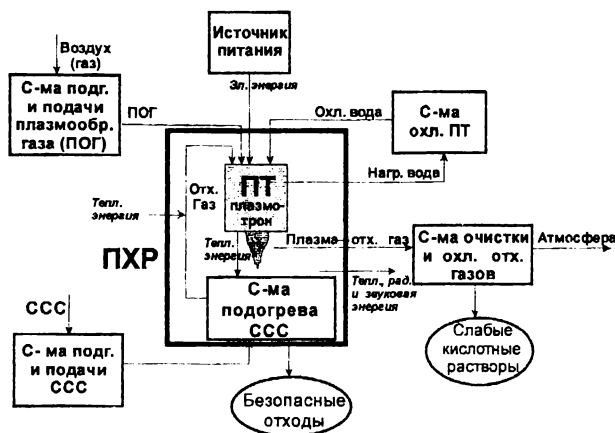 Воздух
(газ)
С-ма подг.
и подачи
плазмообр.
газа (ПОГ)
ПОГ
Источник
питания
Эл. энергия
Охл. вода
С-ма
охл. ПТ
Нагр. вода
ПТ
плазмо-
трон
Отх.
Газ
Тепл.
энергия
Тепл.
энергия
ПХР
Плазма—отх. газ
С-ма очистки
и охл. отх.
газов
Атмосфера
Тепл., рад.
и звуковая
энергия
С-ма
подогрева
ССС
ССС
С- ма подг.
и подачи
ССС
Слабые
кислотные
растворы
Безопасные
отходы